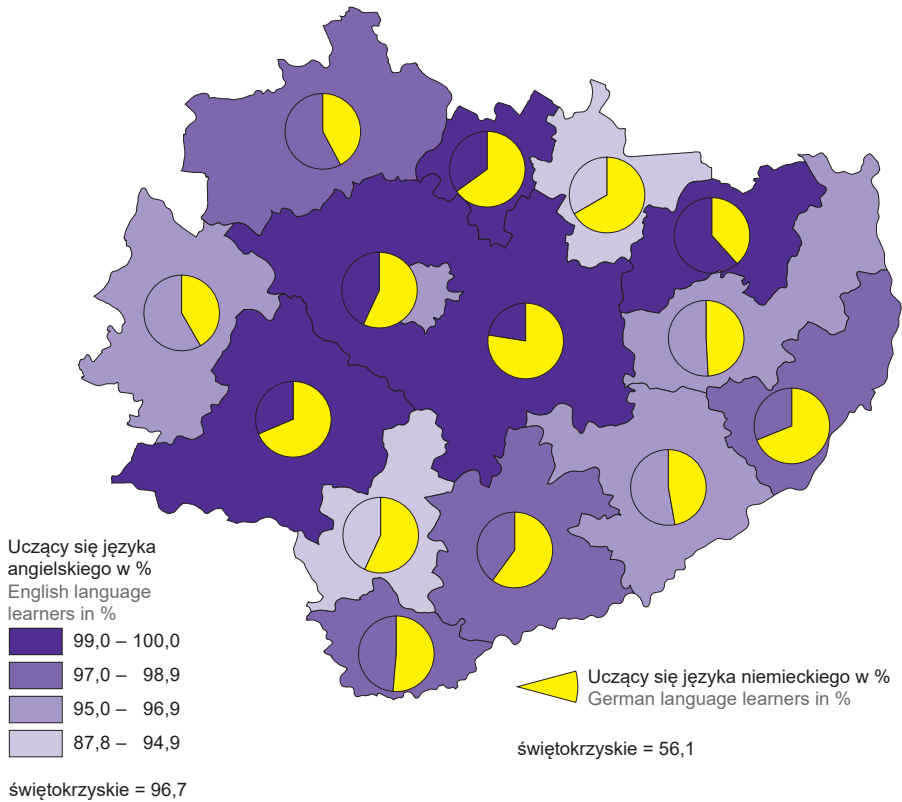 Uczący się języka
angielskiego w %
English language
learners in %
99,0 – 100,0
97,0 – 98,9
95,0 – 96,9
87,8 – 94,9
świętokrzyskie = 96,7
Uczący się języka niemieckiego w %
German language learners in %
świętokrzyskie = 56,1